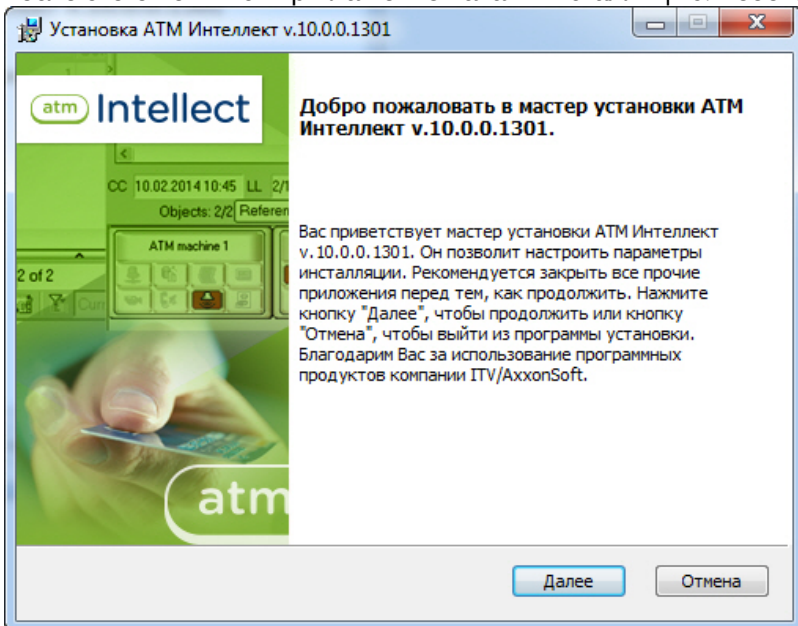 Установка АТМ Интеллект v.10.0.0.1301
atm Intellect
Добро пожаловать в мастер установки АТМ
Интеллект v.10.0.0.1301.
CC 10.02.2014 10:45 LL 2/1
Objects: 2/2 Referen
ATM machine 1
2 of 2
Curr
Вас приветствует мастер установки АТМ Интеллект
v.10.0.0.1301. Он позволит настроить параметры
инсталляции. Рекомендуется закрыть все прочие
приложения перед тем, как продолжить. Нажмите
кнопку "Далее", чтобы продолжить или кнопку
"Отмена", чтобы выйти из программы установки.
Благодарим Вас за использование программных
продуктов компании ITV/AxxonSoft.
atm
Далее
Отмена